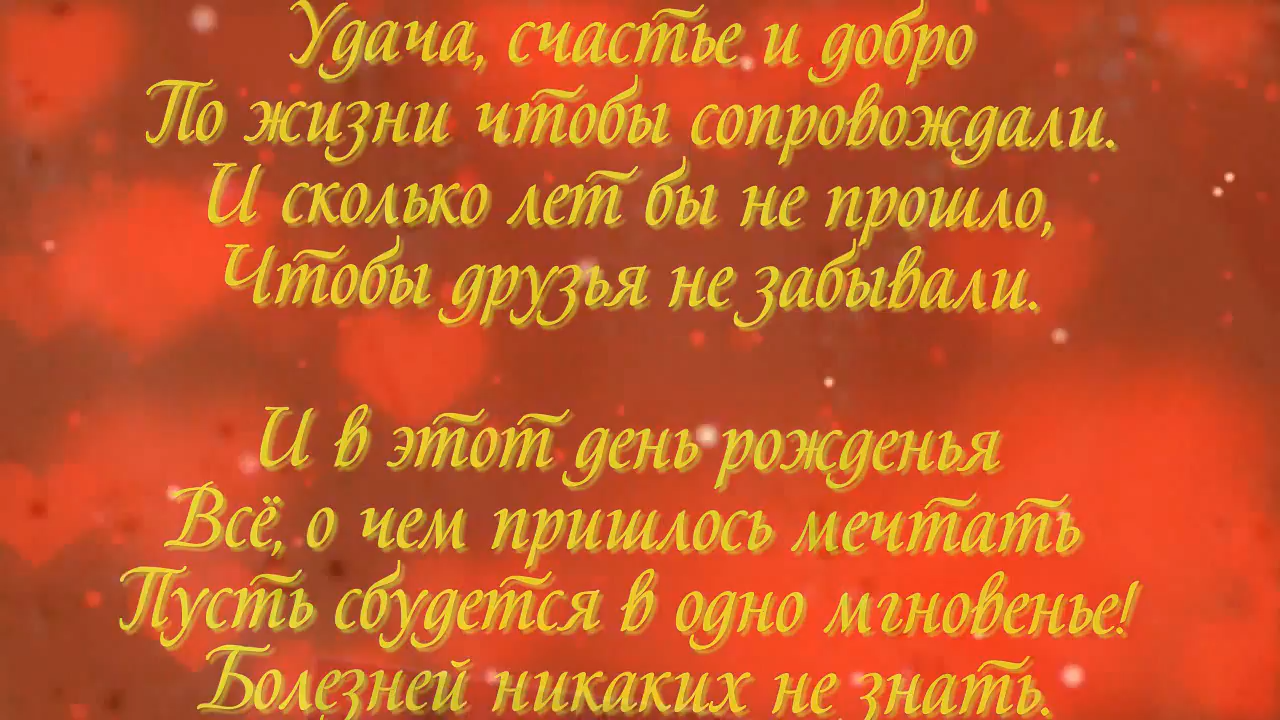 Удача, счастье и добро
По жизни чтобы сопровождали.
И сколько лет бы не прошло,
Чтобы друзья не забывали.
И в этот день рожденья
Всё, о чем пришлось мечтать
Пусть сбудется в одно мгновенье!
Болезней никаких не знать.